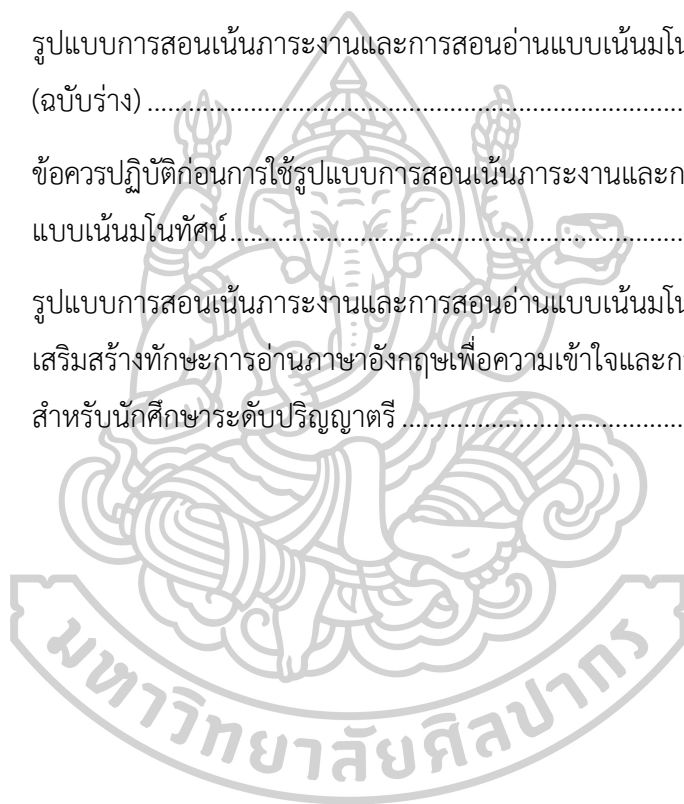 รูปแบบการสอนเน้นภาระงานและการสอนอ่านแบบเน้นมโน
(ฉบับร่าง) ..........................................................................
ข้อควรปฏิบัติก่อนการใช้รูปแบบการสอนเน้นภาระงานและก
แบบเน้นมโนทัศน์..............................................................
รูปแบบการสอนเน้นภาระงานและการสอนอ่านแบบเน้นมโน
เสริมสร้างทักษะการอ่านภาษาอังกฤษเพื่อความเข้าใจและก
สำหรับนักศึกษาระดับปริญญาตรี ......................................
มหาวิทยาลัยศิลปากร